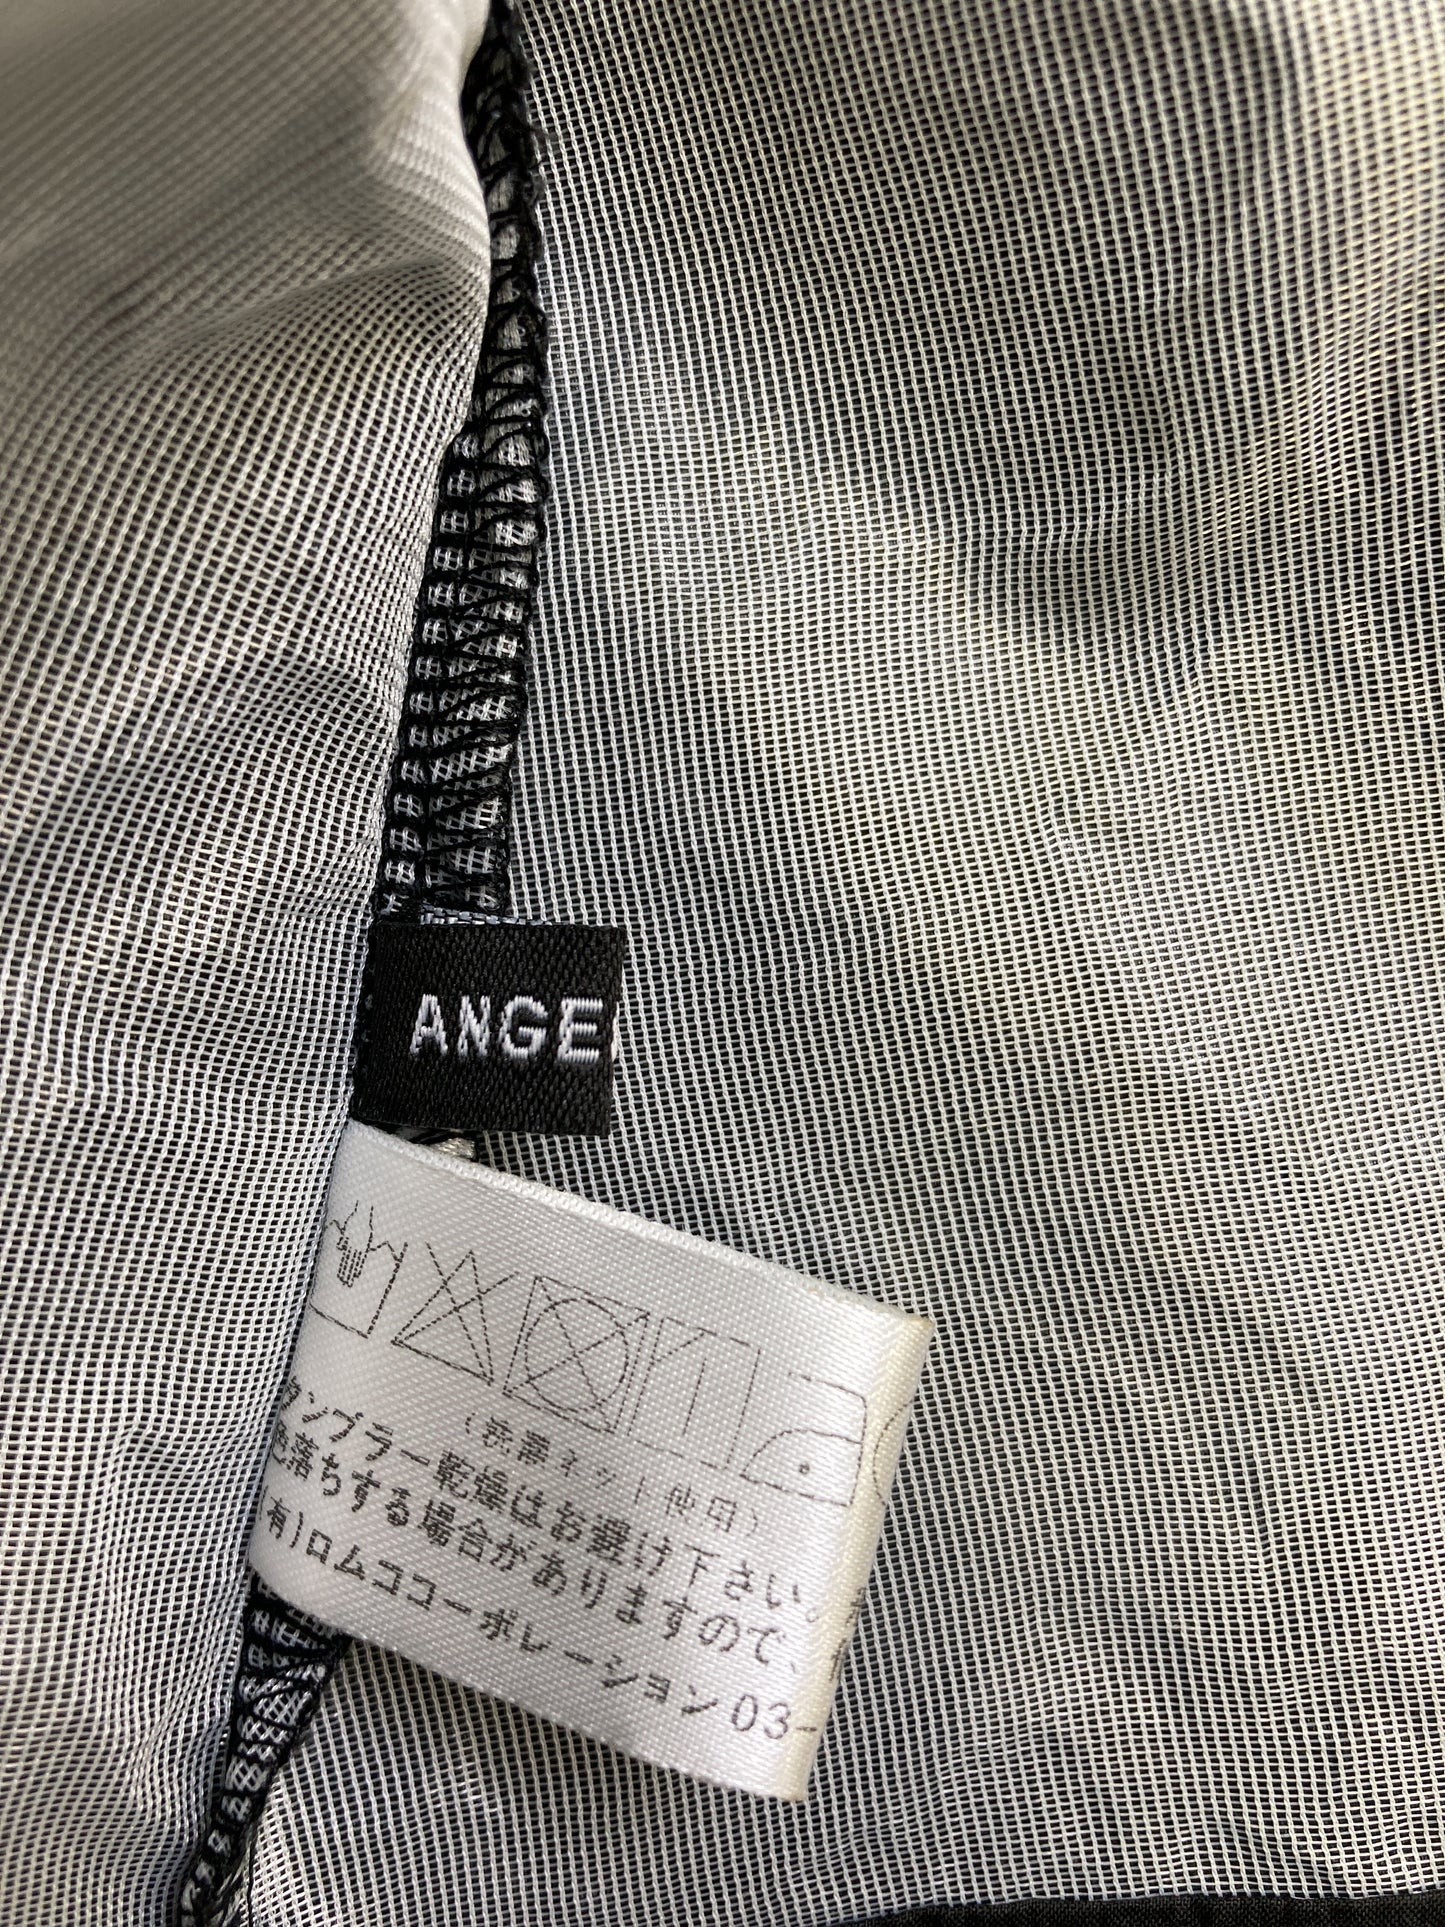 ANGE
(洗濯ネット使用)
タンブラー乾燥はお避け下さい。
色落ちする場合がありますので、
(有)ロムココーポレーション 03-